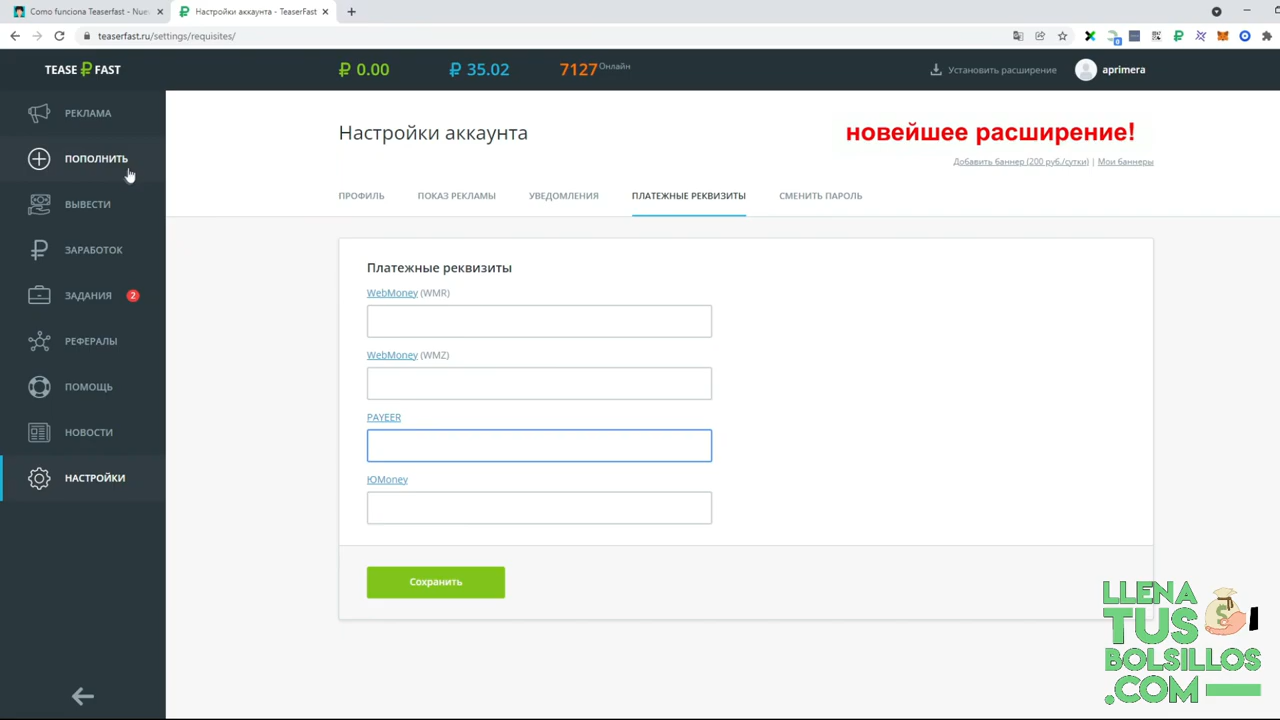 Como funciona Teaserfast - Nue
Настройки аккаунта - TeaserFast
teaserfast.ru/settings/requisites/
TEASE₽FAST
₽ 0.00
₽ 35.02
7127 Онлайн
Установить расширение
aprimera
РЕКЛАМА
ПОПОЛНИТЬ
ВЫВЕСТИ
ЗАРАБОТОК
ЗАДАНИЯ 2
РЕФЕРАЛЫ
ПОМОЩЬ
НОВОСТИ
НАСТРОЙКИ
Настройки аккаунта
новейшее расширение!
Добавить баннер (200 руб./сутки) | Мои баннеры
ПРОФИЛЬ ПОКАЗ РЕКЛАМЫ УВЕДОМЛЕНИЯ ПЛАТЕЖНЫЕ РЕКВИЗИТЫ СМЕНИТЬ ПАРОЛЬ
Платежные реквизиты
WebMoney (WMR)
WebMoney (WMZ)
PAYEER
ЮMoney
Сохранить
LLENA
TUS
BOLSILLOS
.COM